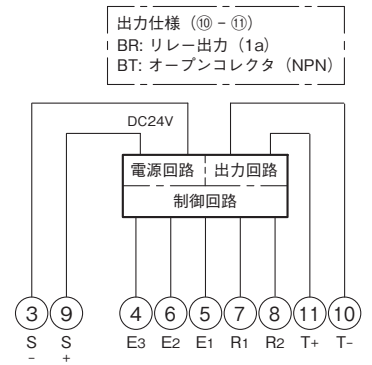 出力仕様（⑩－⑪）
BR: リレー出力（1a）
BT: オープンコレクタ（NPN）
DC24V
電源回路 出力回路
制御回路
3 9 4 6 5 7 8 11 10
S S E3 E2 E1 R1 R2 T+ T-
- +